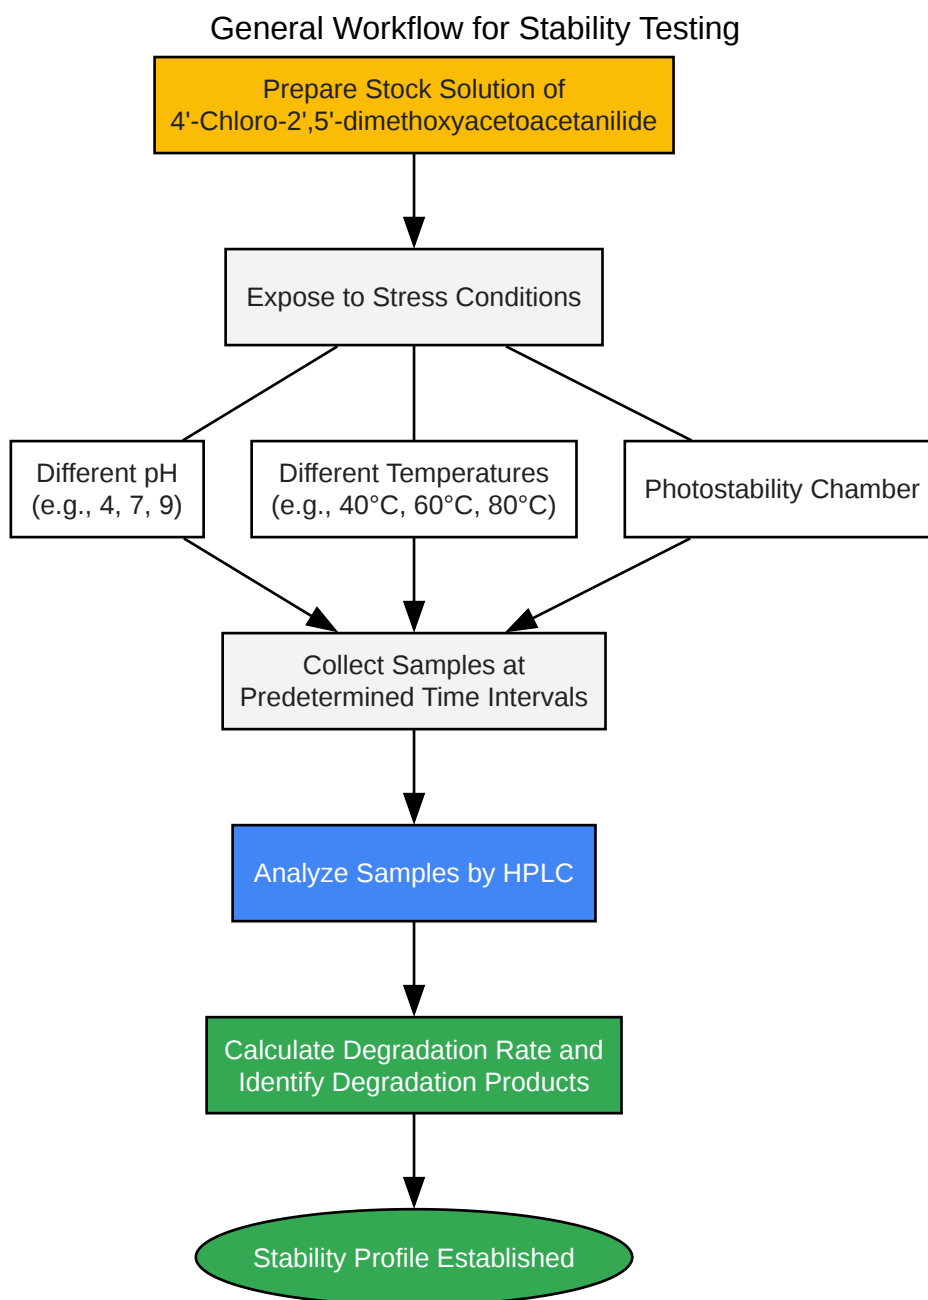 General Workflow for Stability Testing
Prepare Stock Solution of
4'-Chloro-2',5'-dimethoxyacetoacetanilide
Expose to Stress Conditions
Different pH
(e.g., 4, 7, 9)
Different Temperatures
(e.g., 40°C, 60°C, 80°C)
Photostability Chamber
Collect Samples at
Predetermined Time Intervals
Analyze Samples by HPLC
Calculate Degradation Rate and
Identify Degradation Products
Stability Profile Established